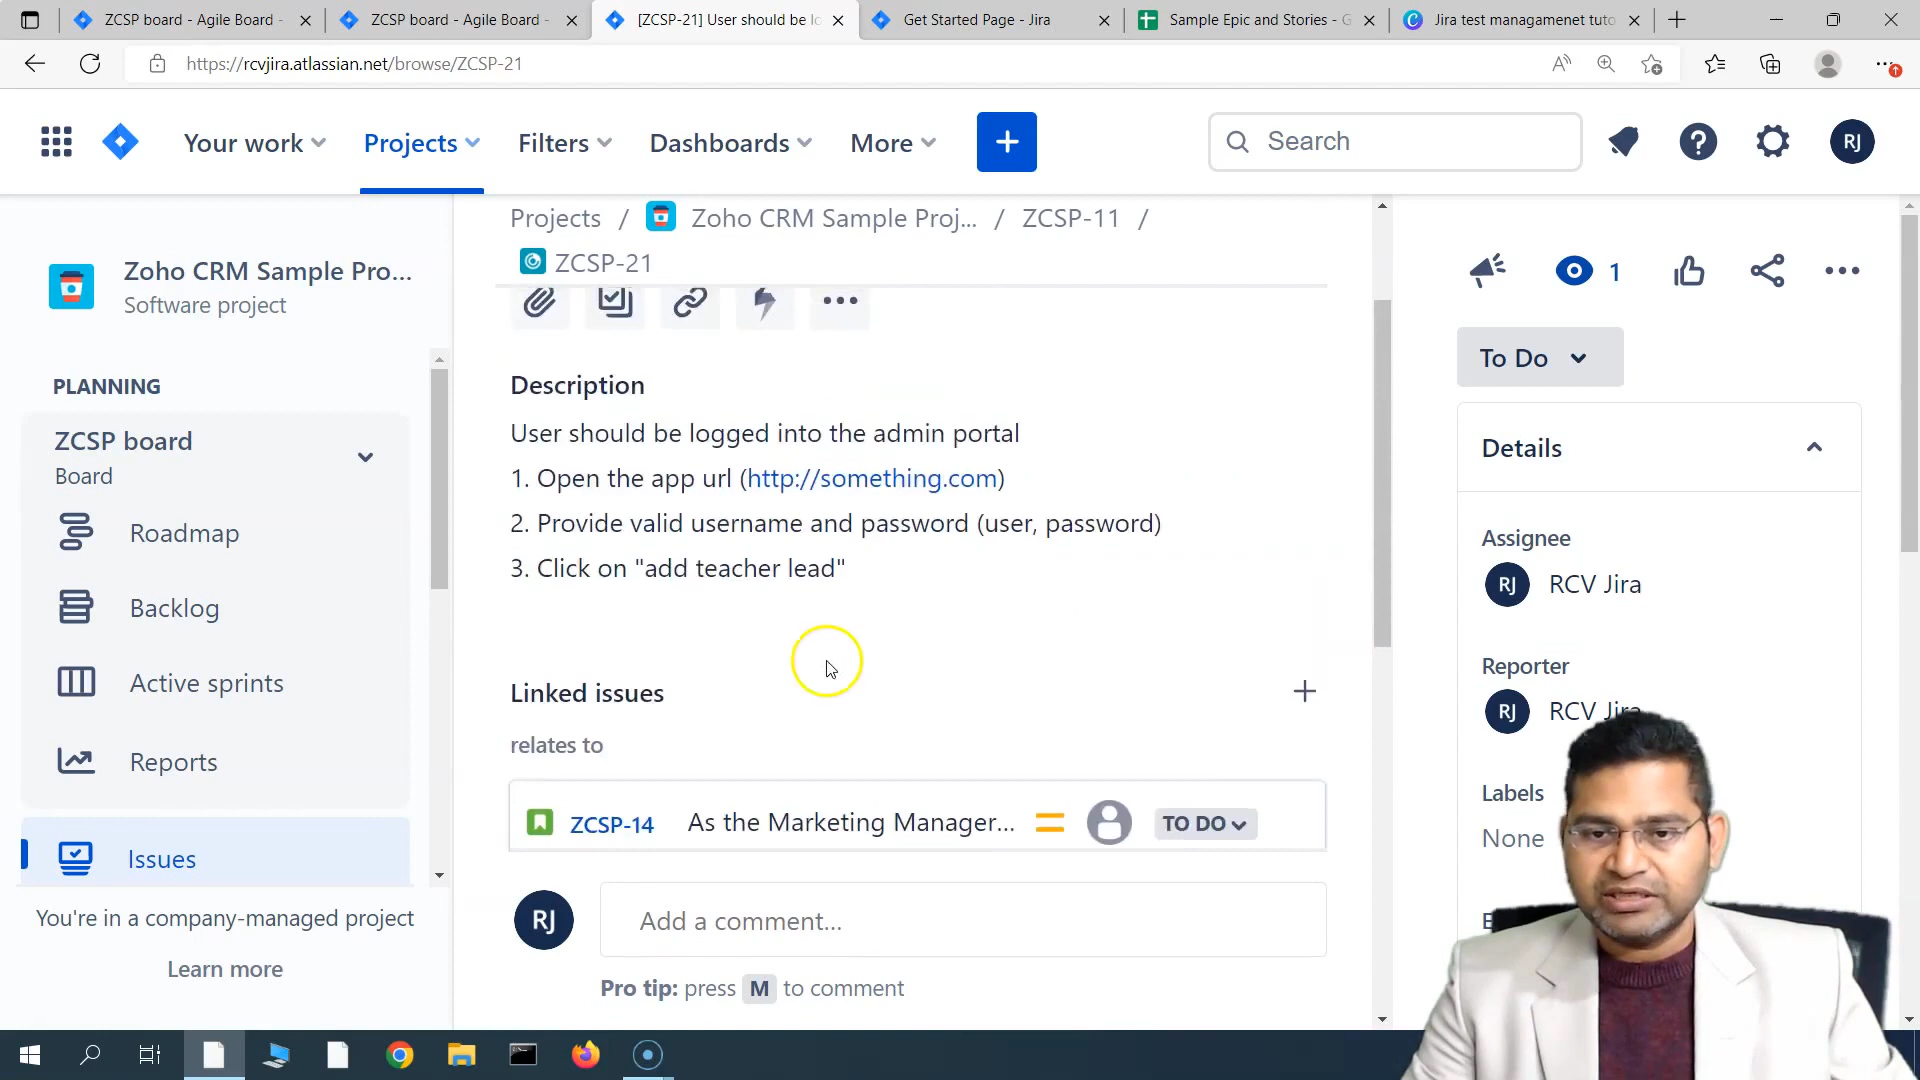 ZCSP board - Agile Board -
ZCSP board - Agile Board -
[ZCSP-21] User should be lo
Get Started Page - Jira
Sample Epic and Stories - G
Jira test managamenet tuto
https://rcvjira.atlassian.net/browse/ZCSP-21
Your work
Projects
Filters
Dashboards
More
Search
RJ
Zoho CRM Sample Pro...
Software project
PLANNING
ZCSP board
Board
Roadmap
Backlog
Active sprints
Reports
Issues
You're in a company-managed project
Learn more
Projects / Zoho CRM Sample Proj... / ZCSP-11 /
ZCSP-21
Description
User should be logged into the admin portal
1. Open the app url (http://something.com)
2. Provide valid username and password (user, password)
3. Click on "add teacher lead"
Linked issues
relates to
ZCSP-14 As the Marketing Manager... TO DO
RJ
Add a comment...
Pro tip: press M to comment
1
To Do
Details
Assignee
RJ RCV Jira
Reporter
RJ RCV Jira
Labels
None